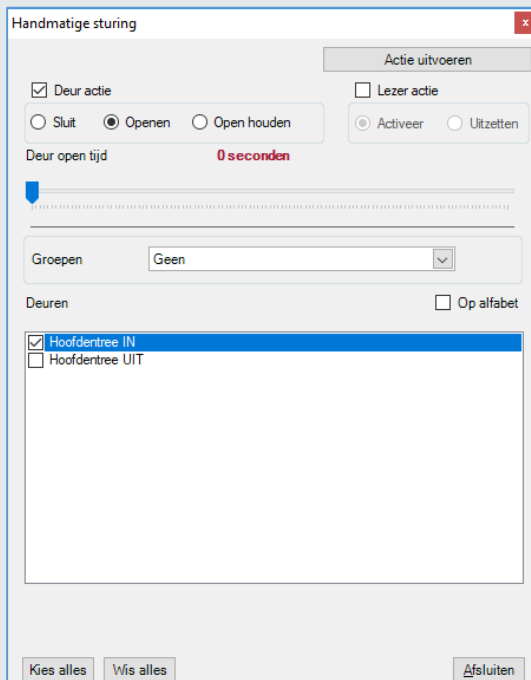 Handmatige sturing
x
Actie uitvoeren
Deur actie
Lezer actie
Sluit Openen Open houden
Activeer Uitzetten
Deur open tijd 0 seconden
Groepen Geen
Deuren Op alfabet
Hoofdentree IN
Hoofdentree UIT
Kies alles Wis alles Afsluiten